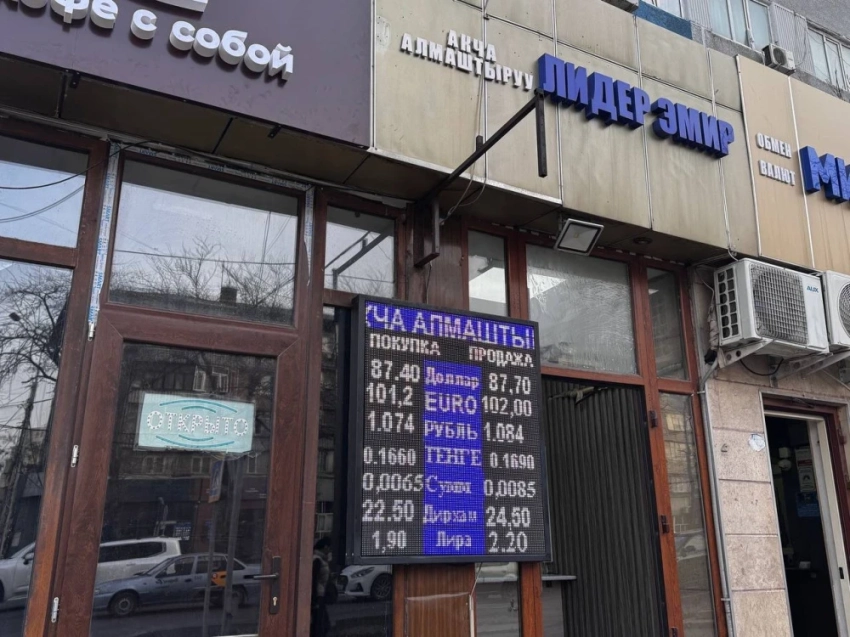 кофе с собой
АКЧА
АЛМАШТЫРУУ
ЛИДЕР ЭМИР
ОБМЕН
ВАЛЮТ
AUX
ОТКРЫТО
КЧА АЛМАШТЫ
ПОКУПКА ПРОДАЖА
87.40 Доллар 87.70
101,2 EURO 102,00
1.074 РУБЛЬ 1.084
0.1660 ТЕНГЕ 0.1690
0,0065 Сумм 0,0085
22.50 Дирхам 24,50
1,90 Лира 2.20